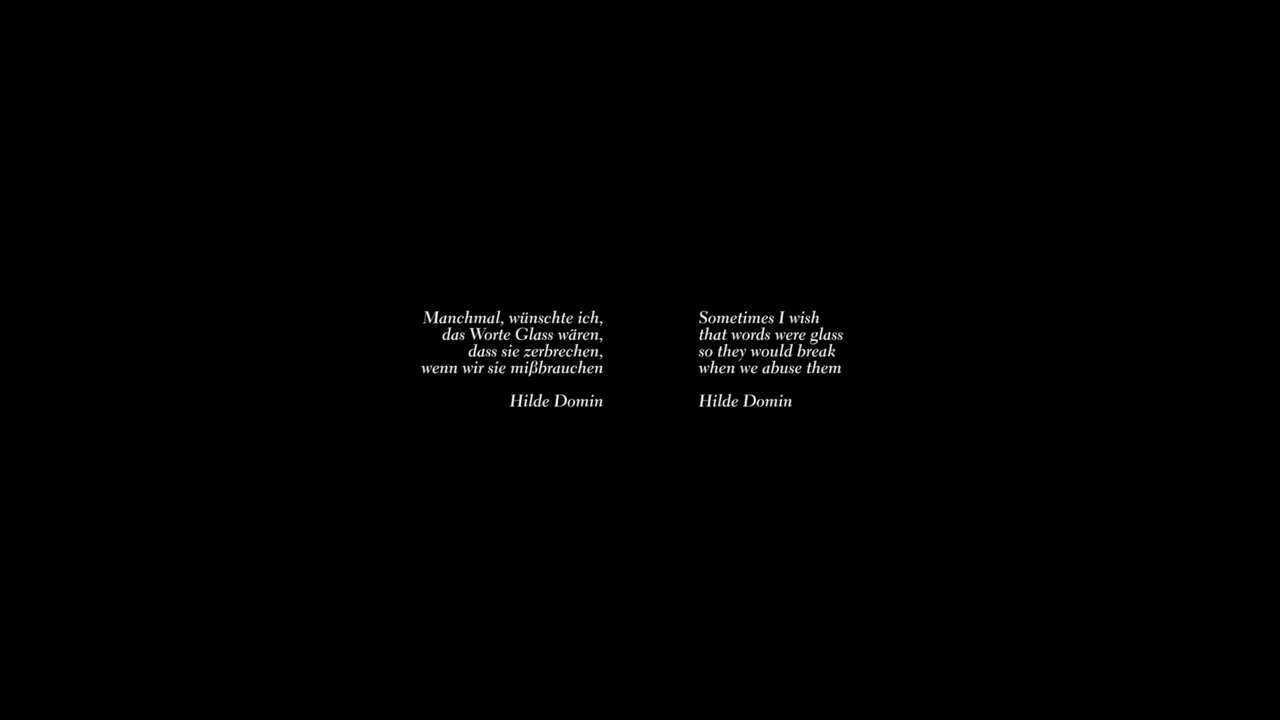 Manchmal, wünschte ich,
das Worte Glass wären,
dass sie zerbrechen,
wenn wir sie mißbrauchen
Hilde Domin
Sometimes I wish
that words were glass
so they would break
when we abuse them
Hilde Domin